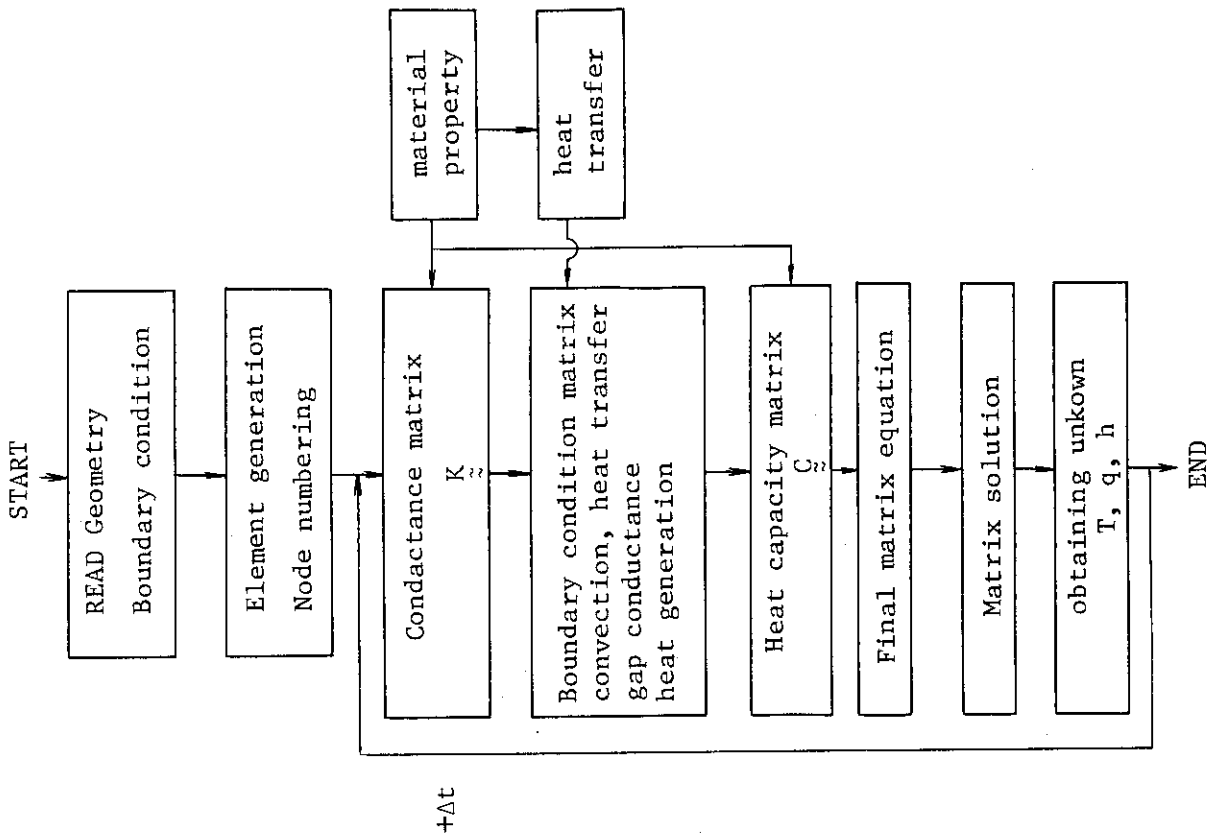 START
READ Geometry
Boundary condition
Element generation
Node numbering
+Δt
Condactance matrix
K
≈
material
property
Boundary condition matrix
convection, heat transfer
gap conductance
heat generation
heat
transfer
Heat capacity matrix
C
≈
Final matrix equation
Matrix solution
obtaining unkown
T, q, h
END